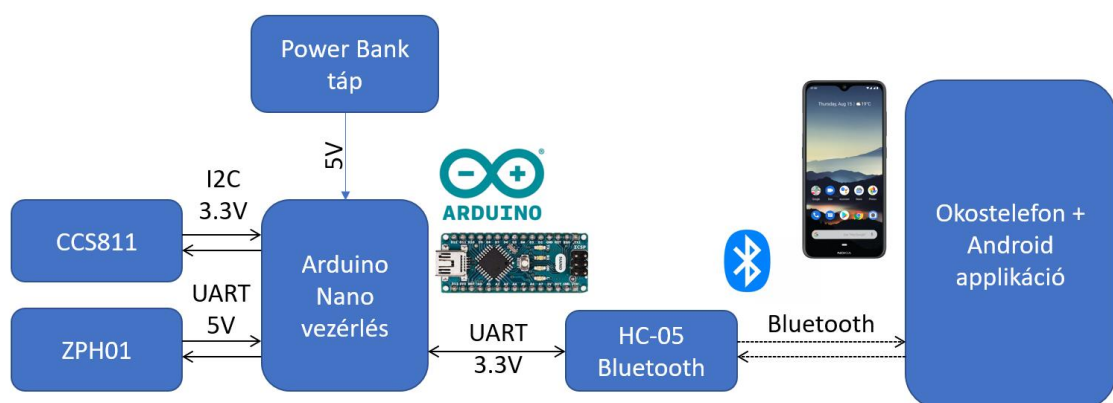 Power Bank
táp
5V
I2C
3.3V
CCS811
UART
5V
ZPH01
Arduino
Nano
vezérlés
ARDUINO
UART
3.3V
HC-05
Bluetooth
Bluetooth
Okostelefon +
Android
applikáció